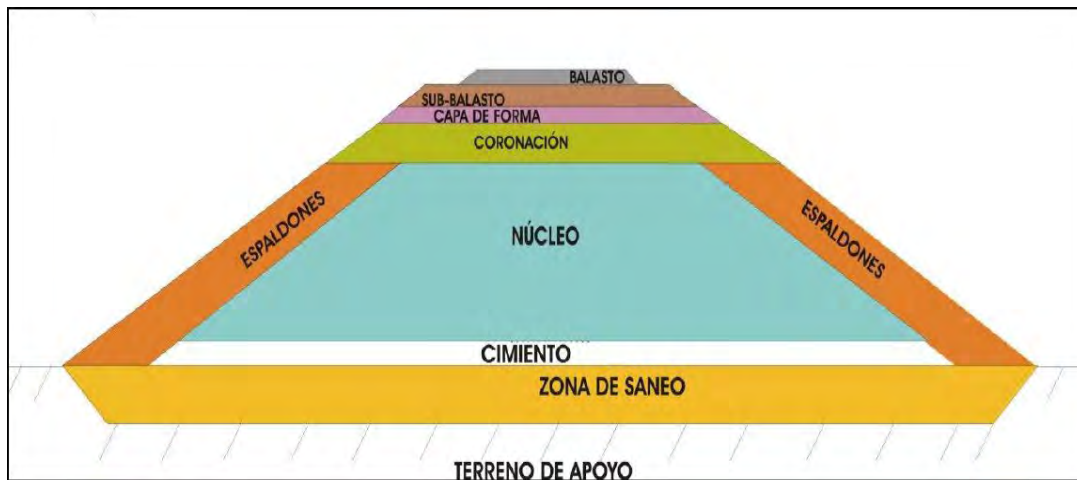 BALASTO
SUB-BALASTO
CAPA DE FORMA
CORONACIÓN
ESPALDONES
NÚCLEO
ESPALDONES
CIMIENTO
ZONA DE SANEO
TERRENO DE APOYO